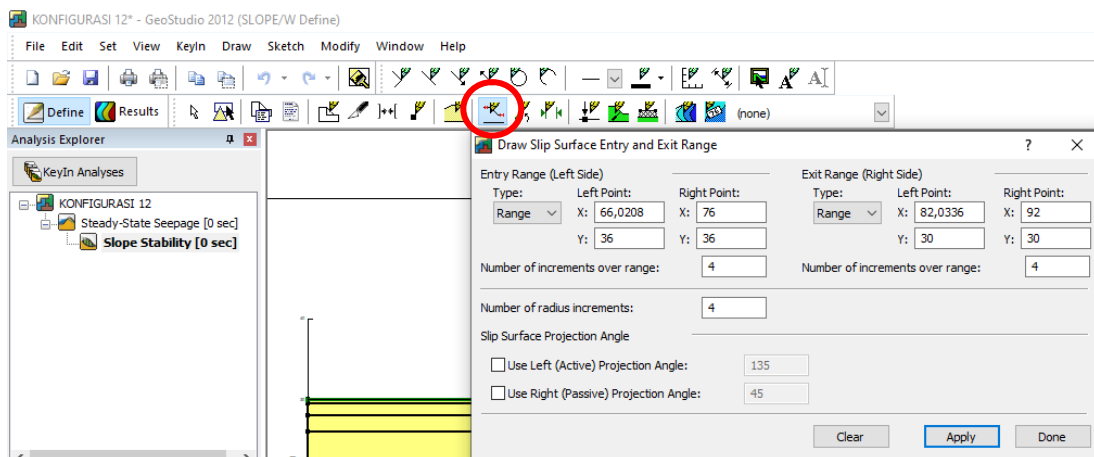 KONFIGURASI 12* - GeoStudio 2012 (SLOPE/W Define)
File Edit Set View KeyIn Draw Sketch Modify Window Help
Define Results (none)
Analysis Explorer
KeyIn Analyses
KONFIGURASI 12
Steady-State Seepage [0 sec]
Slope Stability [0 sec]
Draw Slip Surface Entry and Exit Range ?
Entry Range (Left Side) Exit Range (Right Side)
Type: Left Point: Right Point: Type: Left Point: Right Point:
Range X: 66,0208 X: 76 Range X: 82,0336 X: 92
Y: 36 Y: 36 Y: 30 Y: 30
Number of increments over range: 4 Number of increments over range: 4
Number of radius increments: 4
Slip Surface Projection Angle
Use Left (Active) Projection Angle: 135
Use Right (Passive) Projection Angle: 45
Clear Apply Done